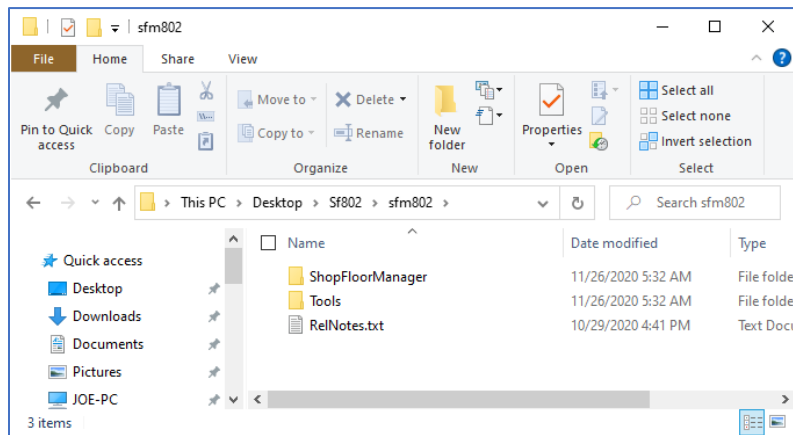 sfm802
File Home Share View
Pin to Quick access Copy Paste
Move to
Copy to
Delete
Rename
New folder
Properties
Select all
Select none
Invert selection
Clipboard Organize New Open Select
This PC > Desktop > Sf802 > sfm802 > Search sfm802
Name Date modified Type
Quick access
Desktop
Downloads
Documents
Pictures
JOE-PC
ShopFloorManager 11/26/2020 5:32 AM File folde
Tools 11/26/2020 5:32 AM File folde
RelNotes.txt 10/29/2020 4:41 PM Text Docu
3 items